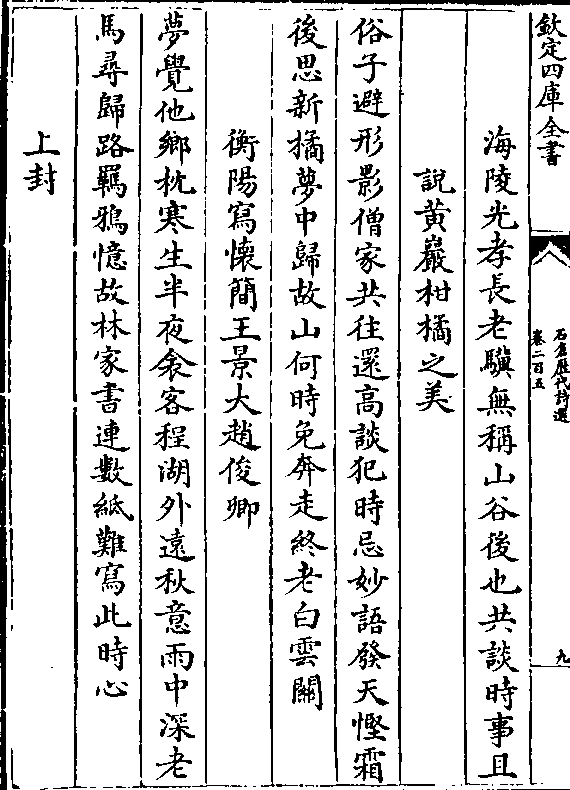 欽定四庫全書
石倉歷代詩選
卷二百五
九
海陵光孝長老驥無稱山谷後也共談時事且
說黄巖柑橘之美
俗子避形影僧家共往還高談犯時忌妙語發天慳霜
後思新橘夢中歸故山何時免奔走終老白雲關
衡陽寫懷簡王景大趙俊卿
夢覺他鄉枕寒生半夜衾客程湖外遠秋意雨中深老
馬尋歸路羈鴉憶故林家書連數紙難寫此時心
上封